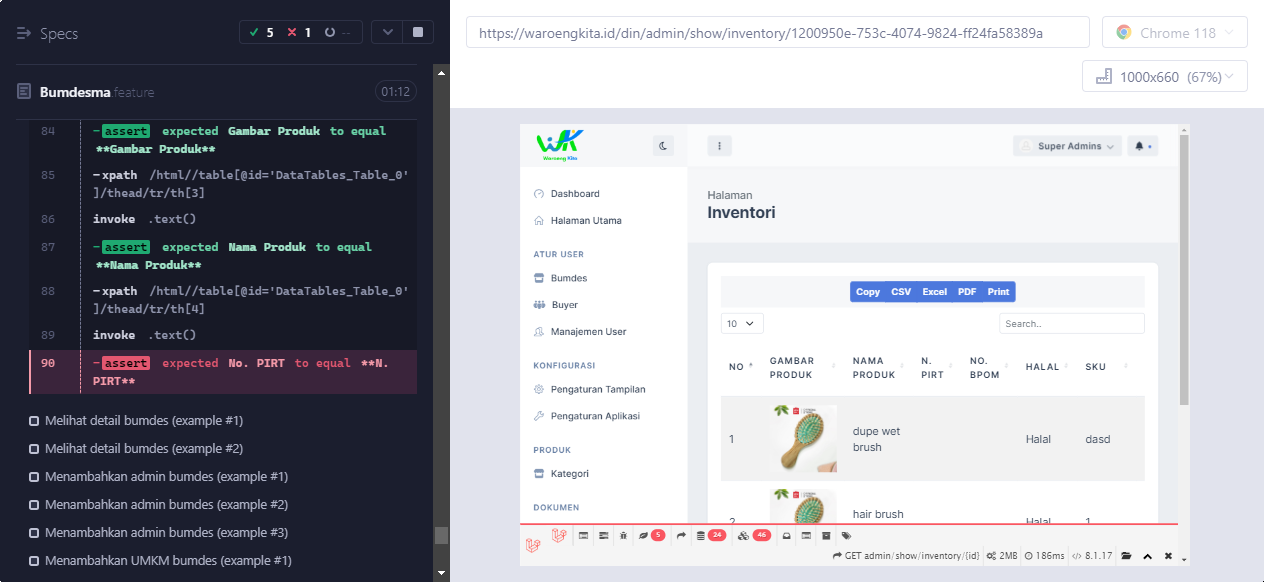 Specs
5
1
--
Bumdesma.feature
01:12
84
-assert expected Gambar Produk to equal
**Gambar Produk**
85
-xpath /html//table[@id='DataTables_Table_0'
]/thead/tr/th[3]
86
invoke .text()
87
-assert expected Nama Produk to equal
**Nama Produk**
88
-xpath /html//table[@id='DataTables_Table_0'
]/thead/tr/th[4]
89
invoke .text()
90
-assert expected No. PIRT to equal **N.
PIRT**
Melihat detail bumdes (example #1)
Melihat detail bumdes (example #2)
Menambahkan admin bumdes (example #1)
Menambahkan admin bumdes (example #2)
Menambahkan admin bumdes (example #3)
Menambahkan UMKM bumdes (example #1)
https://waroengkita.id/din/admin/show/inventory/1200950e-753c-4074-9824-ff24fa58389a
Chrome 118
1000x660 (67%)
WK
Waroeng Kita
Super Admins
Dashboard
Halaman Utama
ATUR USER
Bumdes
Buyer
Manajemen User
KONFIGURASI
Pengaturan Tampilan
Pengaturan Aplikasi
PRODUK
Kategori
DOKUMEN
Halaman
Inventori
Copy CSV Excel PDF Print
10
Search..
NO
GAMBAR
PRODUK
NAMA
PRODUK
N.
PIRT
NO.
BPOM
HALAL
SKU
1
dupe wet
brush
Halal
dasd
2
hair brush
Halal
1
5
24
46
GET admin/show/inventory/{id}
2MB
186ms
8.1.17